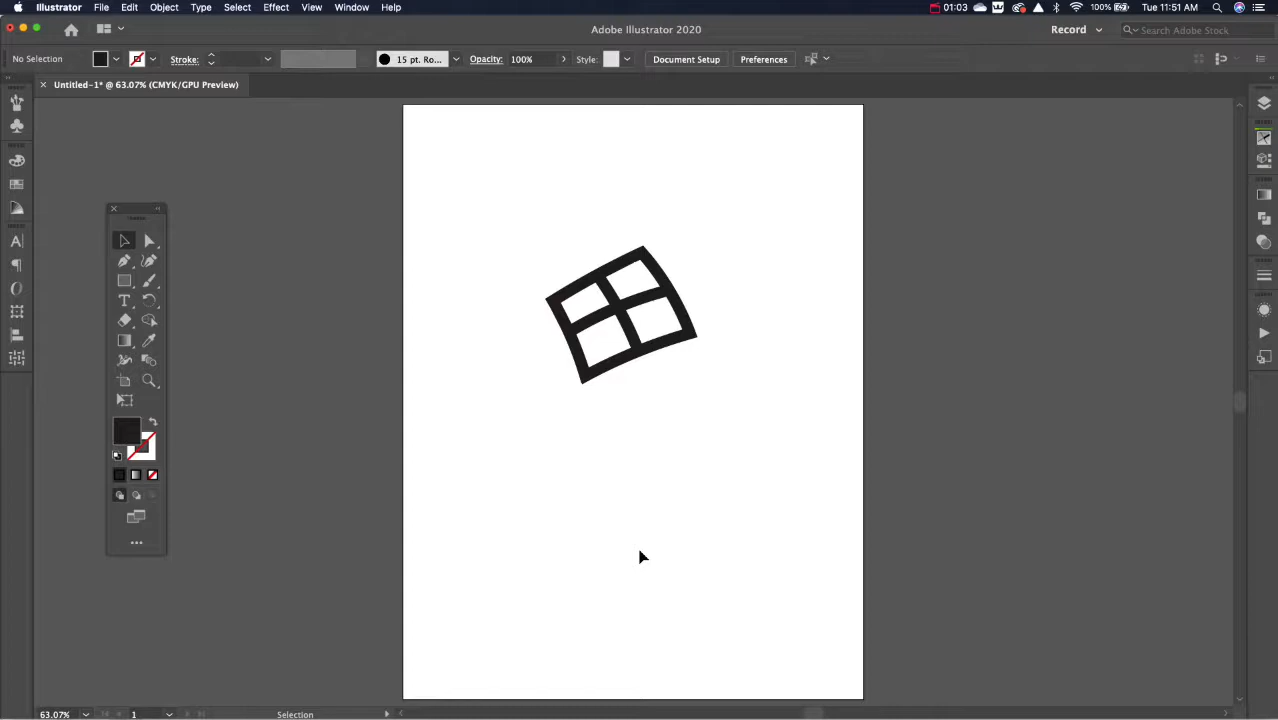 Illustrator File Edit Object Type Select Effect View Window Help 01:03 100% Tue 11:51 AM
Adobe Illustrator 2020 Record Search Adobe Stock
No Selection Stroke: 15 pt. Ro... Opacity: 100% Style: Document Setup Preferences
Untitled-1* @ 63.07% (CMYK/GPU Preview)
63.07% 1 Selection